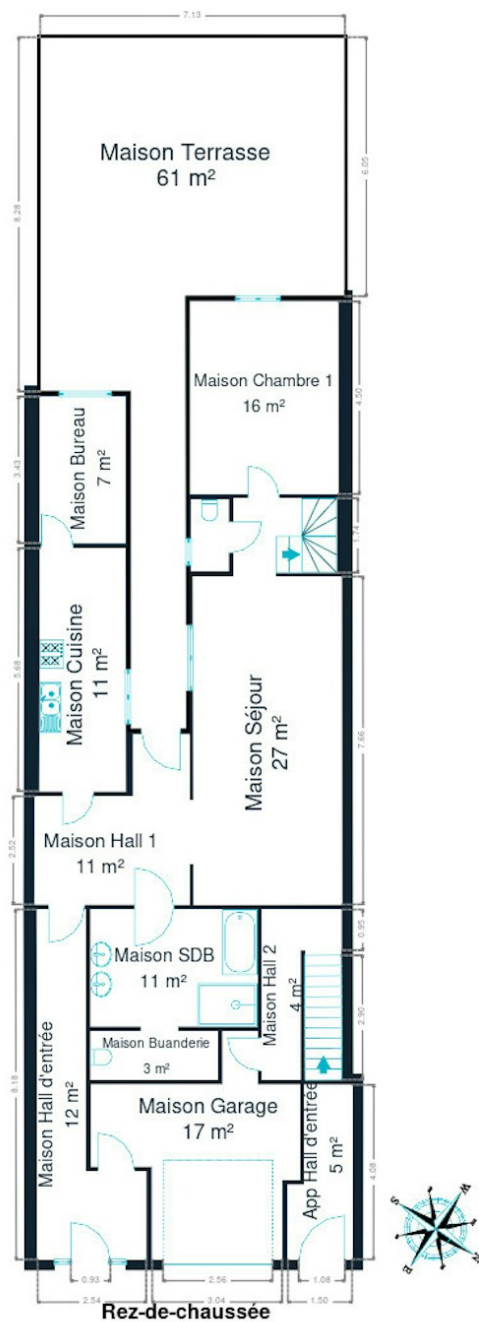 7.13
8.28
6.05
Maison Terrasse
61 m²
Maison Chambre 1
16 m²
4.50
3.43
Maison Bureau
7 m²
1.74
5.68
Maison Cuisine
11 m²
Maison Séjour
27 m²
7.66
2.52
Maison Hall 1
11 m²
0.95
Maison SDB
11 m²
Maison Hall 2
4 m²
2.90
8.18
Maison Hall d'entrée
12 m²
Maison Buanderie
3 m²
Maison Garage
17 m²
App Hall d'entrée
5 m²
4.08
S
W
N
0.93
2.56
1.08
2.54
3.04
1.50
Rez-de-chaussée